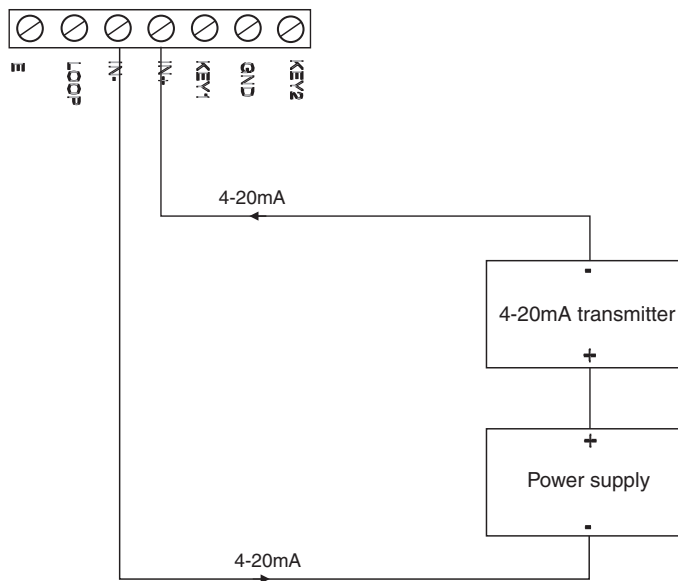 E LOOP IN- IN+ KEY1 GND KEY2
4-20mA
-
4-20mA transmitter
+
+
Power supply
-
4-20mA